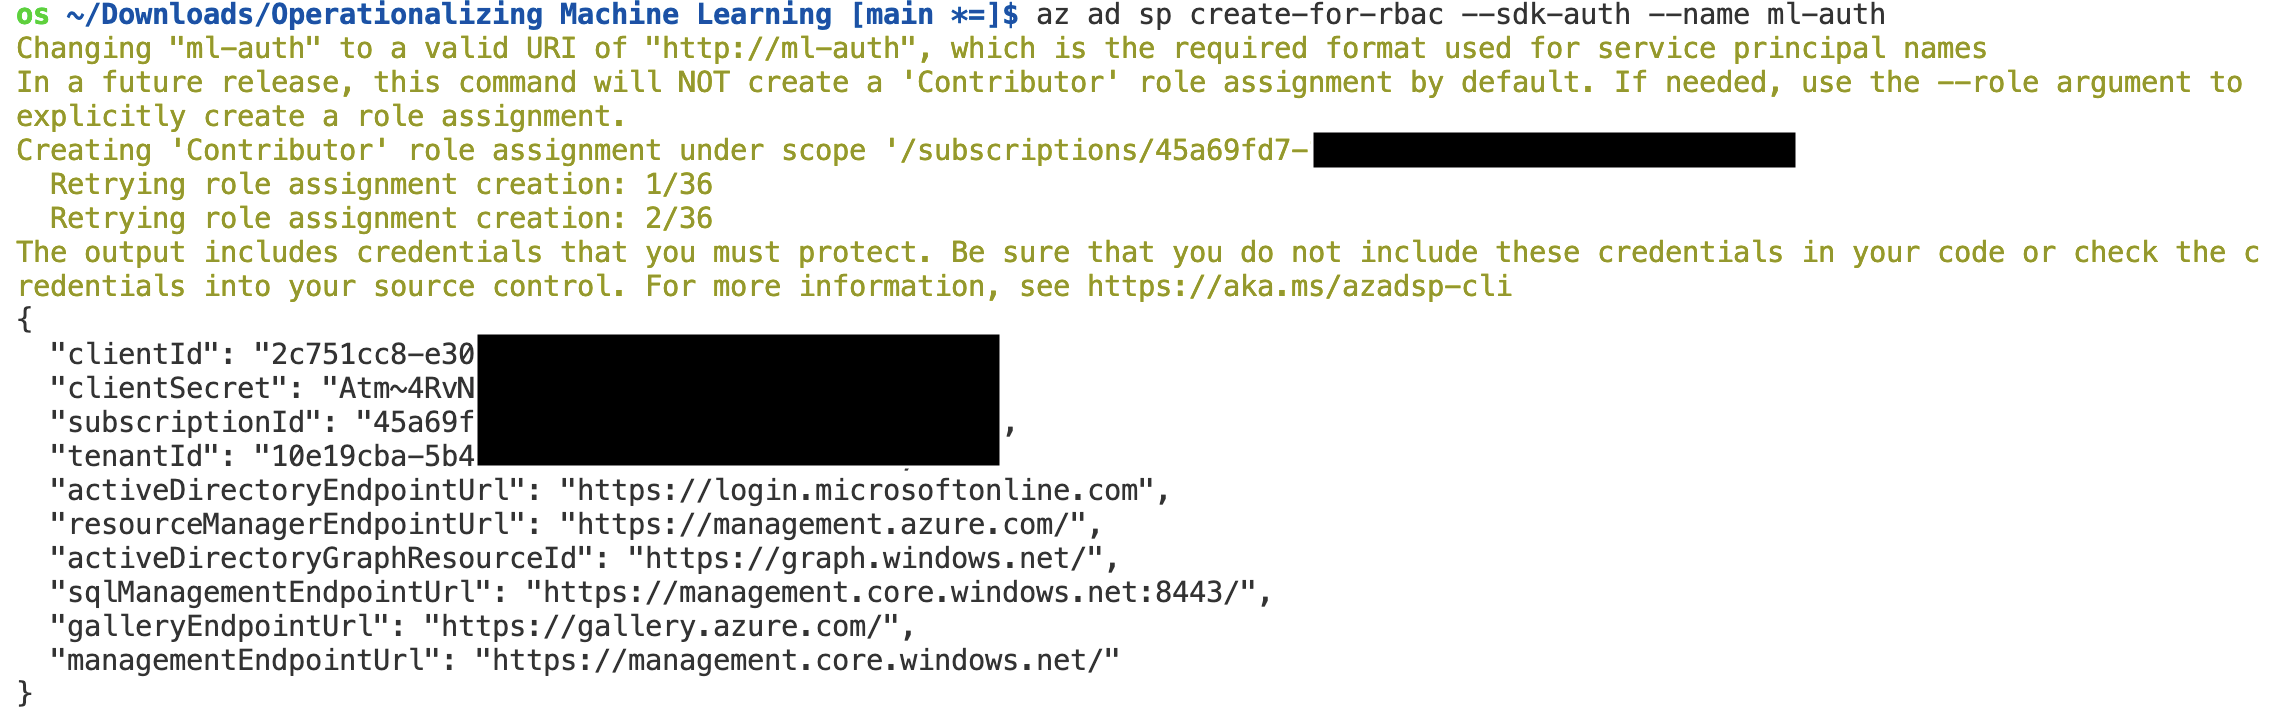 os ~/Downloads/Operationalizing Machine Learning [main *=]$ az ad sp create-for-rbac --sdk-auth --name ml-auth
Changing "ml-auth" to a valid URI of "http://ml-auth", which is the required format used for service principal names
In a future release, this command will NOT create a 'Contributor' role assignment by default. If needed, use the --role argument to
explicitly create a role assignment.
Creating 'Contributor' role assignment under scope '/subscriptions/45a69fd7-
  Retrying role assignment creation: 1/36
  Retrying role assignment creation: 2/36
The output includes credentials that you must protect. Be sure that you do not include these credentials in your code or check the c
redentials into your source control. For more information, see https://aka.ms/azadsp-cli
{
  "clientId": "2c751cc8-e30
  "clientSecret": "Atm~4RvN
  "subscriptionId": "45a69f ,
  "tenantId": "10e19cba-5b4
  "activeDirectoryEndpointUrl": "https://login.microsoftonline.com",
  "resourceManagerEndpointUrl": "https://management.azure.com/",
  "activeDirectoryGraphResourceId": "https://graph.windows.net/",
  "sqlManagementEndpointUrl": "https://management.core.windows.net:8443/",
  "galleryEndpointUrl": "https://gallery.azure.com/",
  "managementEndpointUrl": "https://management.core.windows.net/"
}